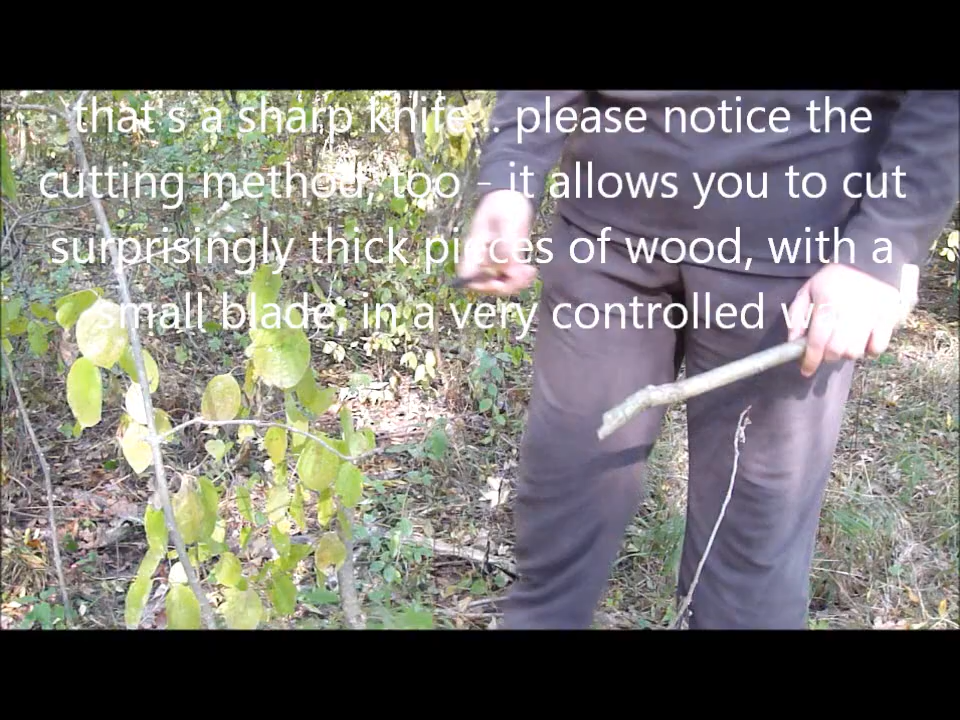 that's a sharp knife... please notice the
cutting method, too - it allows you to cut
surprisingly thick pieces of wood, with a
small blade, in a very controlled way